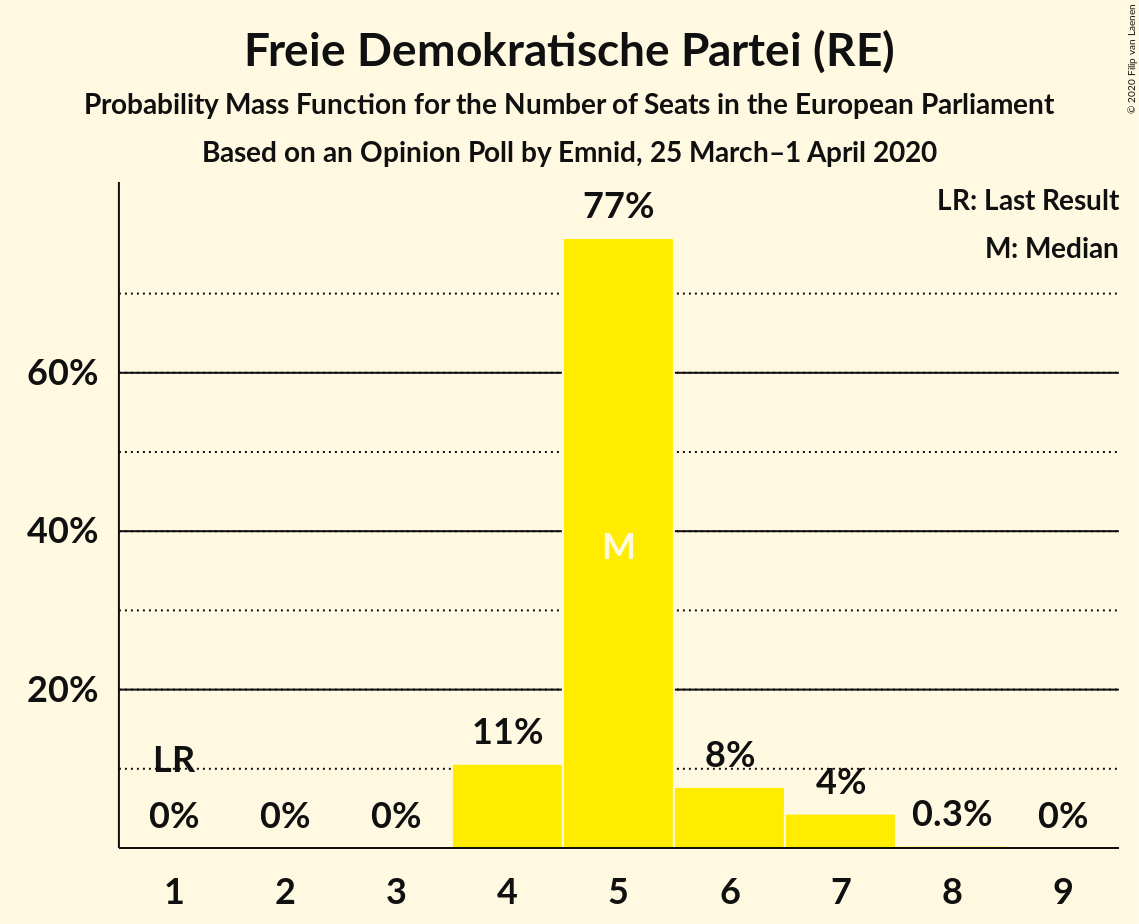 Freie Demokratische Partei (RE)
Probability Mass Function for the Number of Seats in the European Parliament
Based on an Opinion Poll by Emnid, 25 March–1 April 2020
© 2020 Filip van Laenen
LR: Last Result
M: Median
77%
60%
40%
M
20%
11%
LR
8%
4%
0%
0%
0%
0.3%
0%
1
2
3
4
5
6
7
8
9